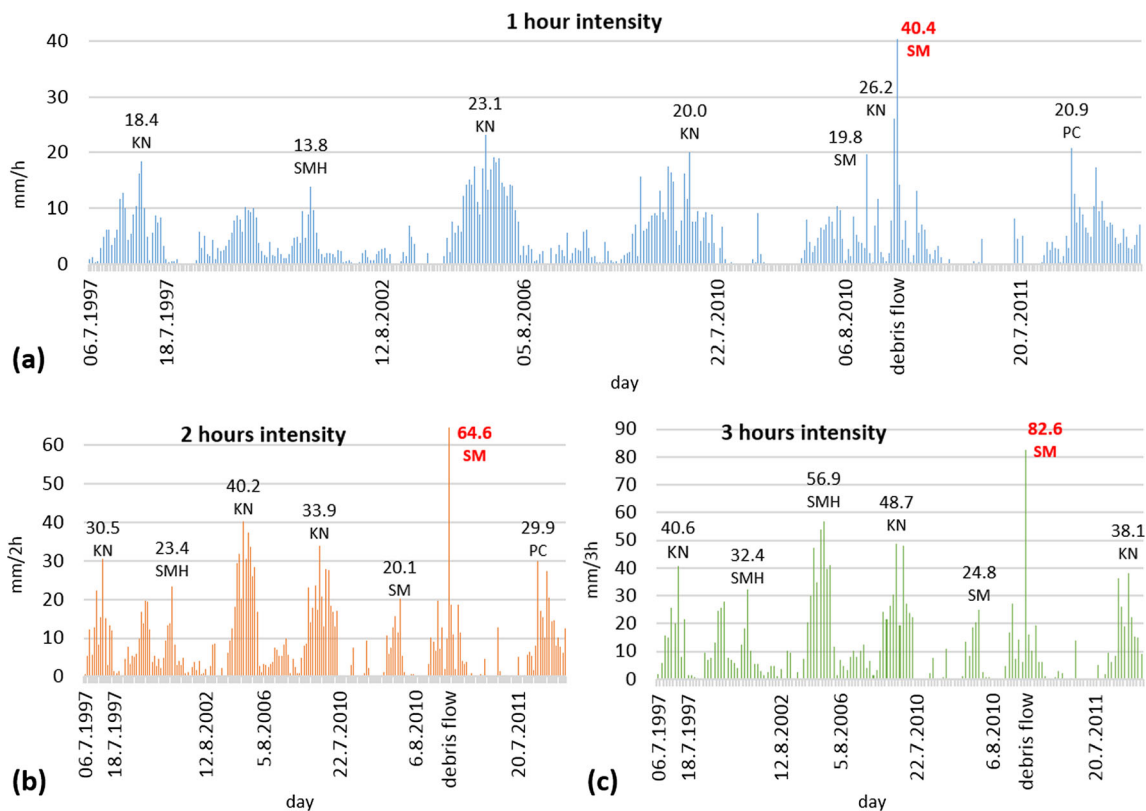 1 hour intensity
40.4
SM
40
30
20
10
0
mm/h
18.4
KN
13.8
SMH
23.1
KN
20.0
KN
19.8
SM
26.2
KN
20.9
PC
06.7.1997
18.7.1997
12.8.2002
05.8.2006
22.7.2010
06.8.2010
debris flow
20.7.2011
(a)
day
2 hours intensity
64.6
SM
60
50
40
30
20
10
0
mm/2h
30.5
KN
23.4
SMH
40.2
KN
33.9
KN
20.1
SM
29.9
PC
06.7.1997
18.7.1997
12.8.2002
5.8.2006
22.7.2010
6.8.2010
debris flow
20.7.2011
(b)
day
3 hours intensity
82.6
SM
90
80
70
60
50
40
30
20
10
0
mm/3h
40.6
KN
32.4
SMH
56.9
SMH
48.7
KN
24.8
SM
38.1
KN
06.7.1997
18.7.1997
12.8.2002
5.8.2006
22.7.2010
6.8.2010
debris flow
20.7.2011
(c)
day